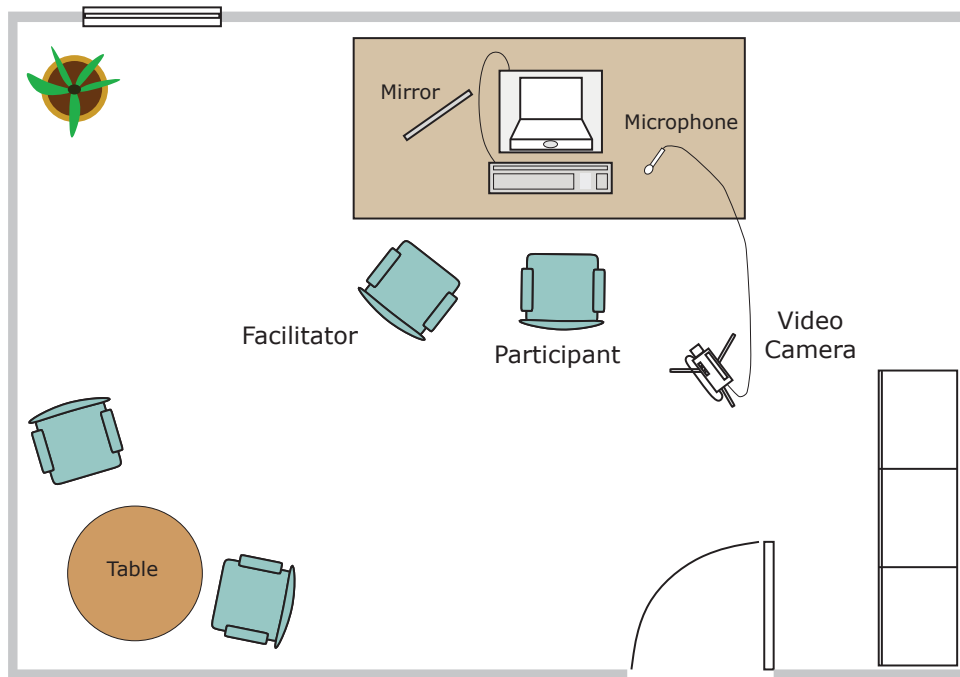 Mirror
Microphone
Facilitator
Participant
Video
Camera
Table